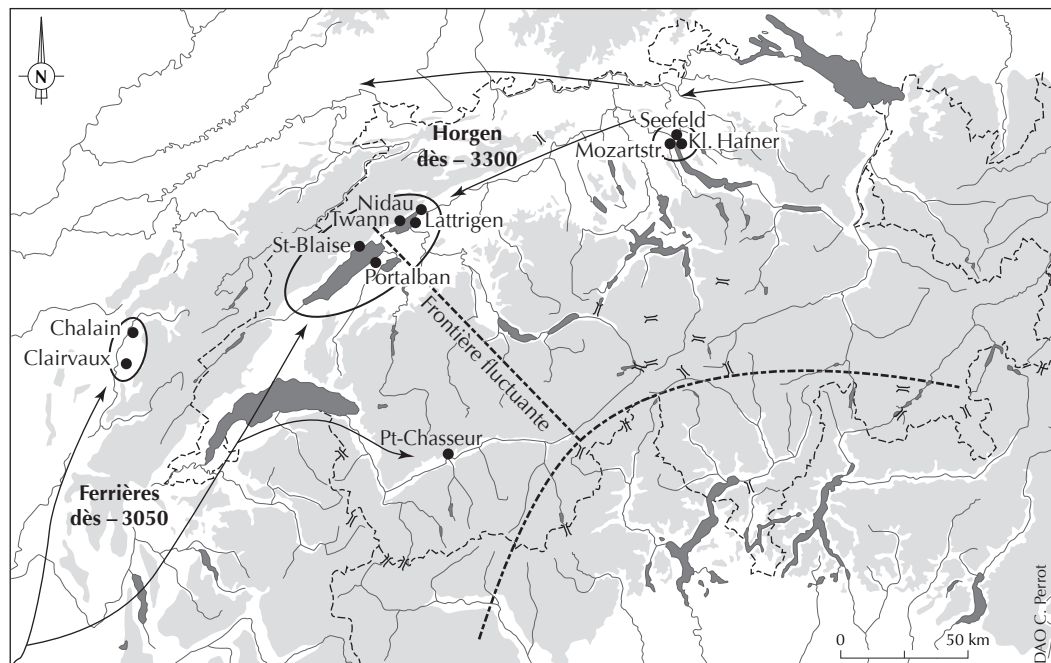 N
Seefeld
Horgen
dès – 3300
Mozartstr.
Kl. Hafner
Nidau
Twann
Lattrigen
St-Blaise
Portalban
Chalain
Clairvaux
Frontière fluctuante
Pt-Chasseur
Ferrières
dès – 3050
0
50 km
DAO C. Perrot